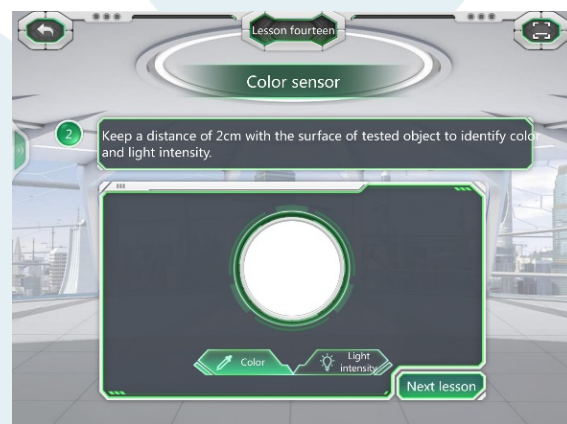 Lesson fourteen
Color sensor
2
Keep a distance of 2cm with the surface of tested object to identify color
and light intensity.
Color
Light
intensity
Next lesson